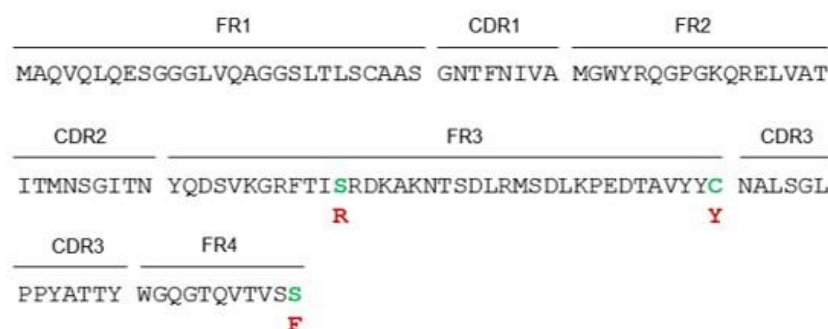 FR1 CDR1 FR2
MAQVQLQESGGGLVQAGGSLTLSCAAS GNTFNIVA MGWYRQGPGKQRELVAT
CDR2 FR3 CDR3
ITMNSGITN YQDSVKGRFTISRDKAKNTSDLRMSDLKPEDTAVYYC NALSGL
R Y
CDR3 FR4
PPYATTY WGQGTQVTVSS
F